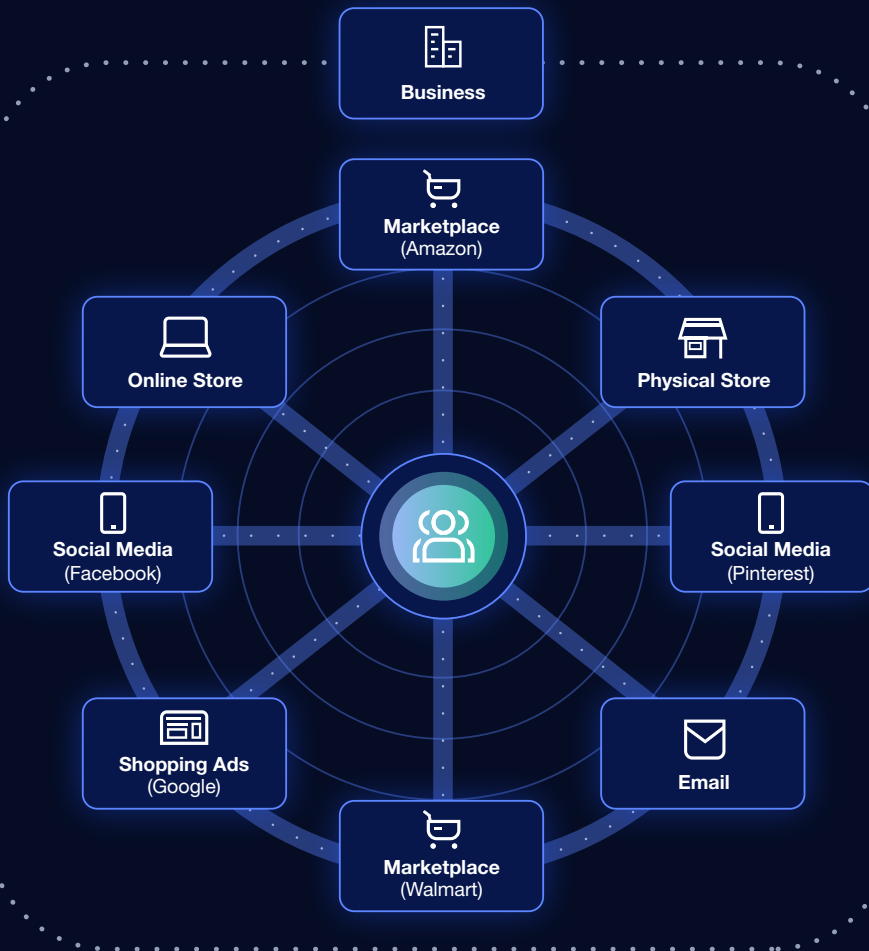 Business
Marketplace
(Amazon)
Online Store
Physical Store
Social Media
(Facebook)
Social Media
(Pinterest)
Shopping Ads
(Google)
Email
Marketplace
(Walmart)